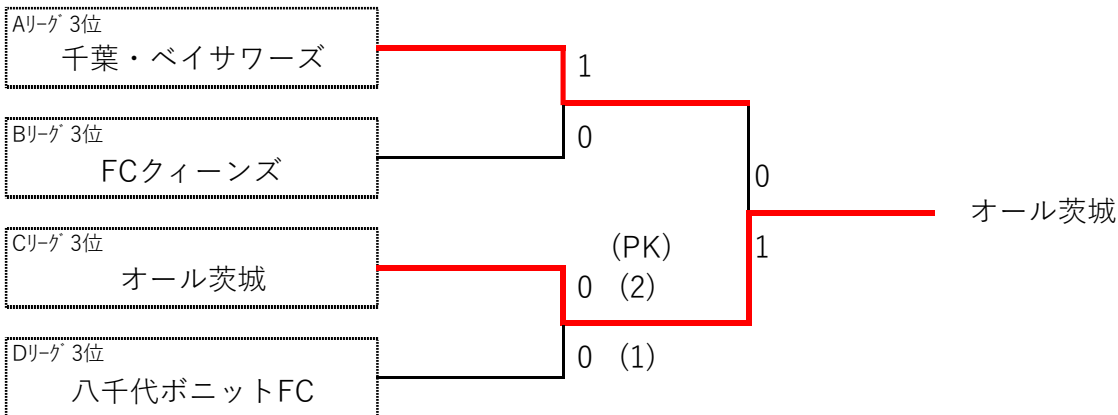 Aﾘｰｸﾞ 3位
千葉・ベイサワーズ
1
0
Bﾘｰｸﾞ 3位
FCクィーンズ
0
オール茨城
1
Cﾘｰｸﾞ 3位
オール茨城
(PK)
0 (2)
0 (1)
Dﾘｰｸﾞ 3位
八千代ボニットFC